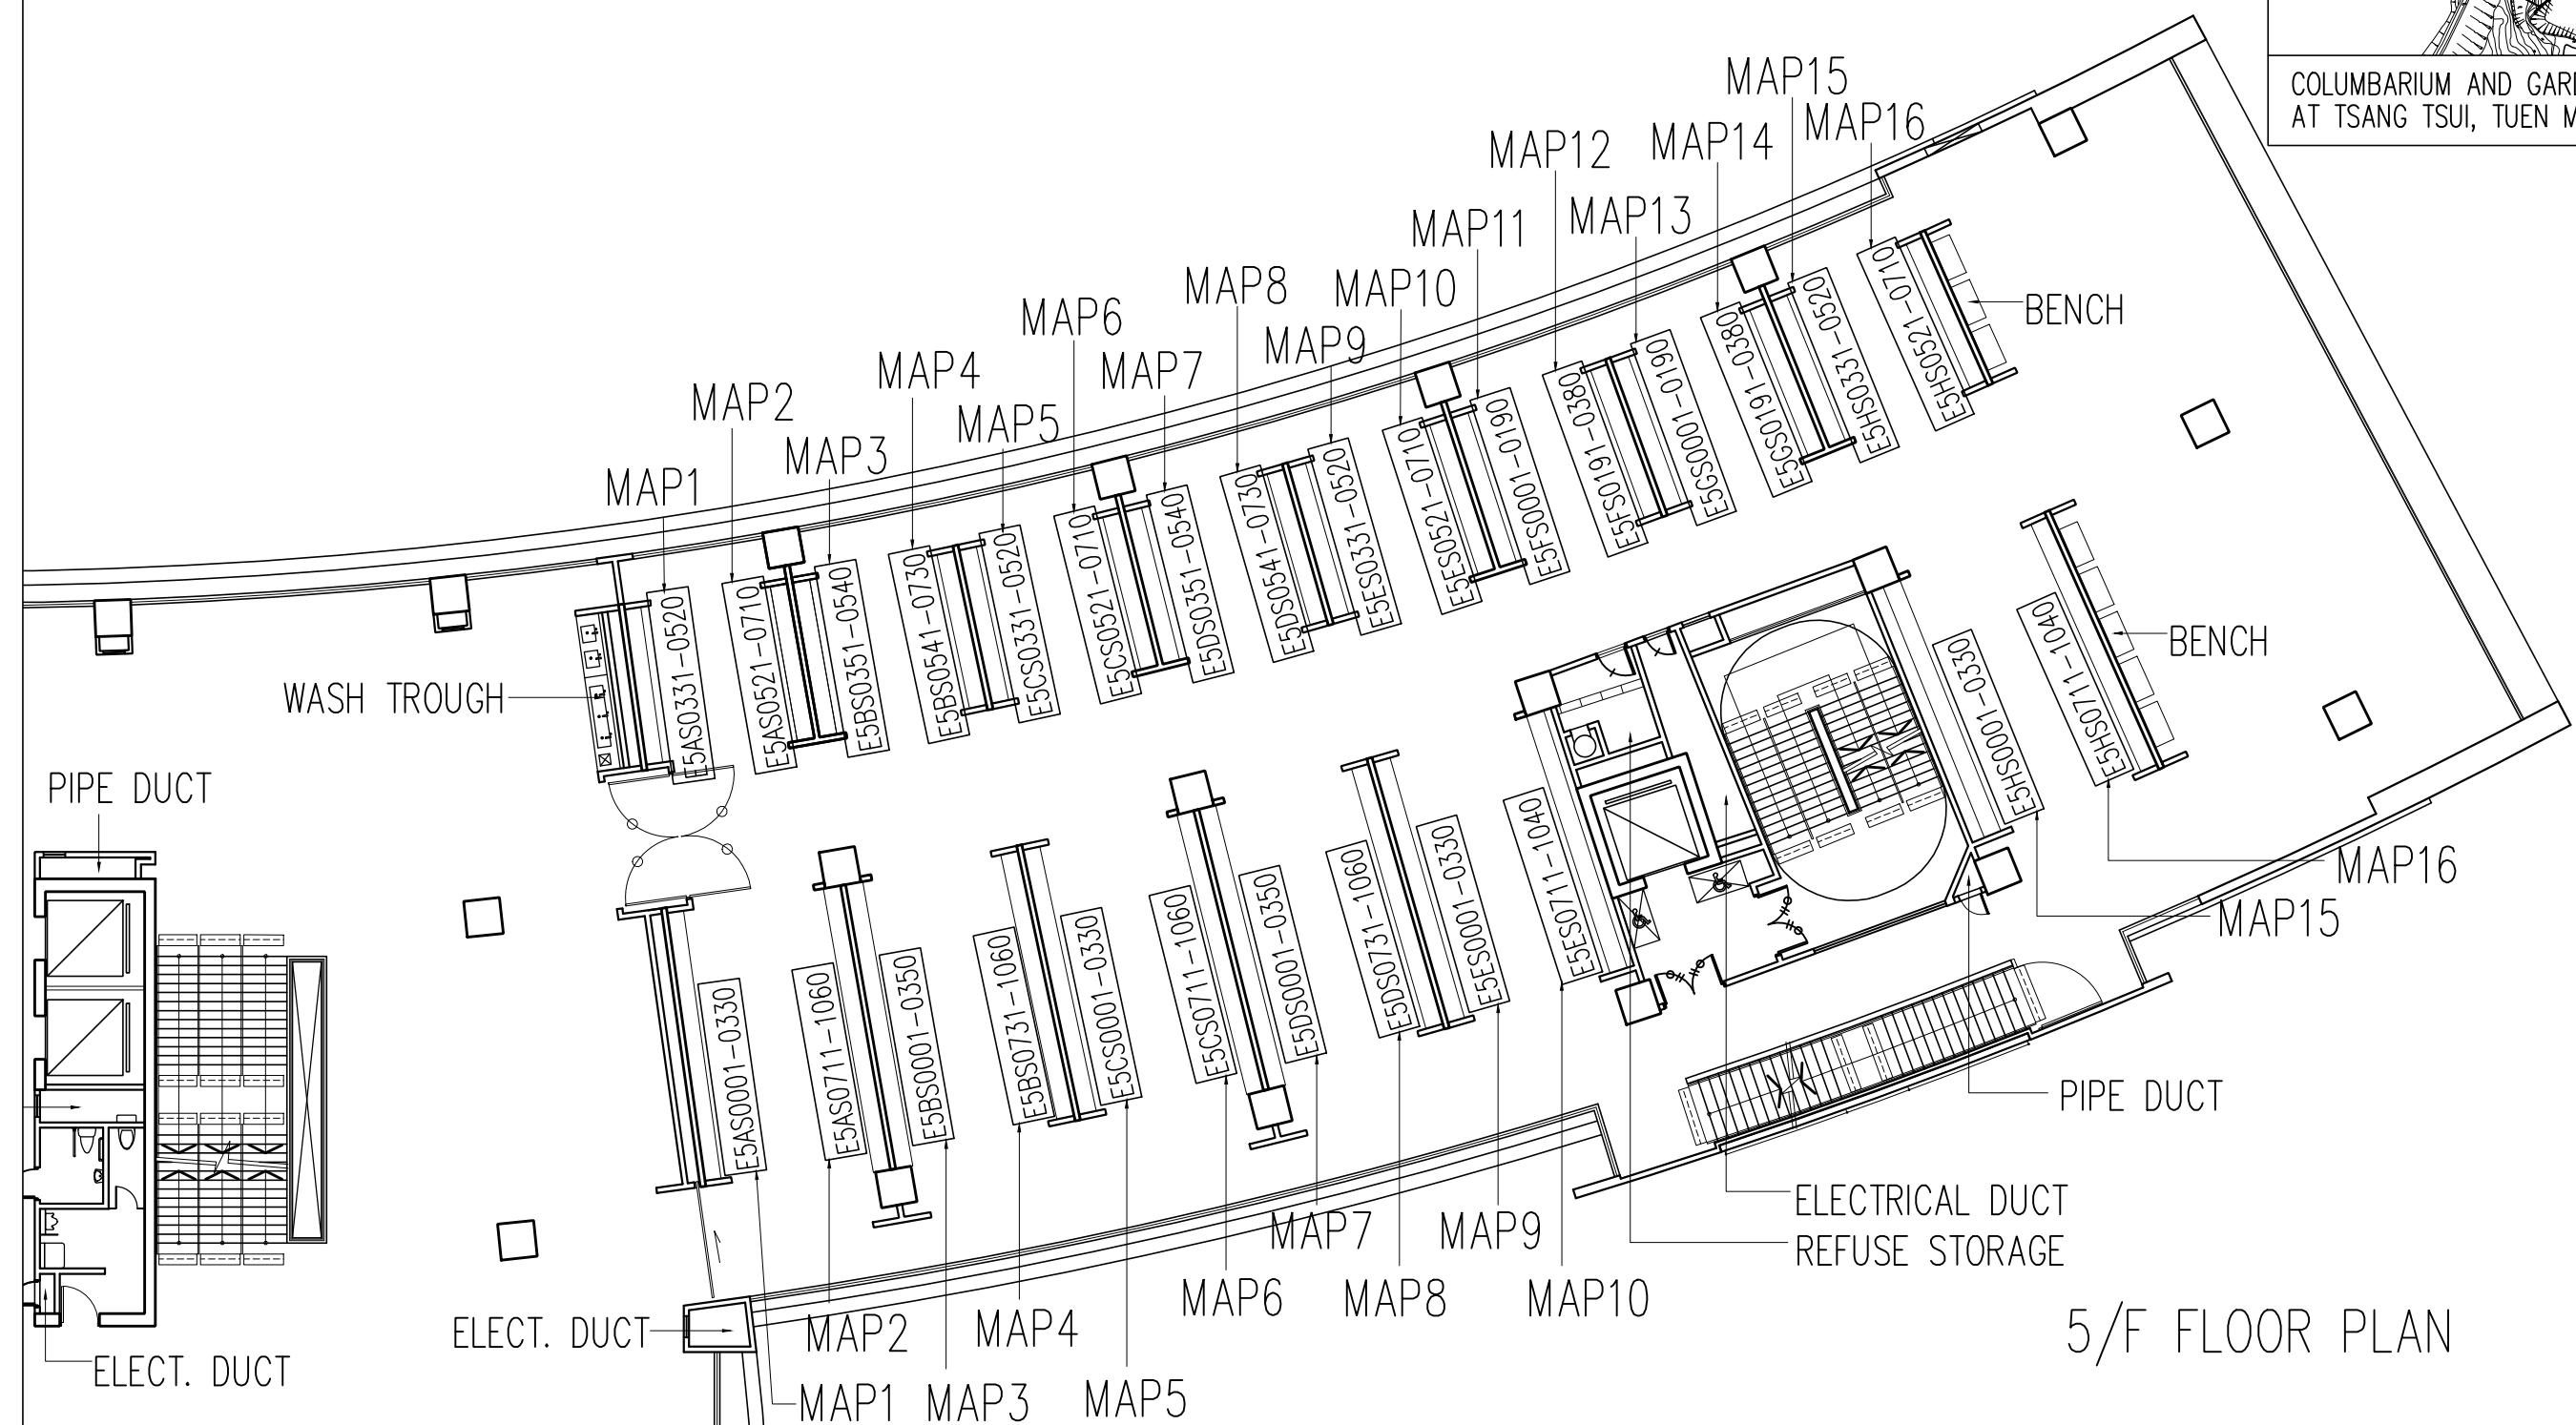 COLUMBARIUM AND
AT TSANG TSUI, TUEN
MAP15
MAP16
MAP14
MAP12
MAP13
MAP11
MAP10
MAP8
MAP9
MAP6
MAP7
MAP4
MAP5
MAP2
MAP3
MAP1
E5AS0331-0520
E5AS0521-0710
E5BS0351-0540
E5BS0541-0730
E5CS0331-0520
E5CS0521-0710
E5DS0351-0540
E5DS0541-0730
E5ES0331-0520
E5ES0521-0710
E5FS0001-0190
E5FS0191-0380
E5GS0001-0190
E5GS0191-0380
E5HS0331-0520
E5HS0521-0710
BENCH
BENCH
WASH TROUGH
PIPE DUCT
E5AS0001-0330
E5AS0711-1060
E5BS0001-0350
E5BS0731-1060
E5CS0001-0330
E5CS0711-1060
E5DS0001-0350
E5DS0731-1060
E5ES0001-0330
E5ES0711-1040
E5HS0001-0330
E5HS0711-1040
MAP16
MAP15
PIPE DUCT
ELECTRICAL DUCT
REFUSE STORAGE
MAP7
MAP9
MAP6
MAP8
MAP10
ELECT. DUCT
MAP2
MAP4
ELECT. DUCT
MAP1
MAP3
MAP5
5/F FLOOR PLAN